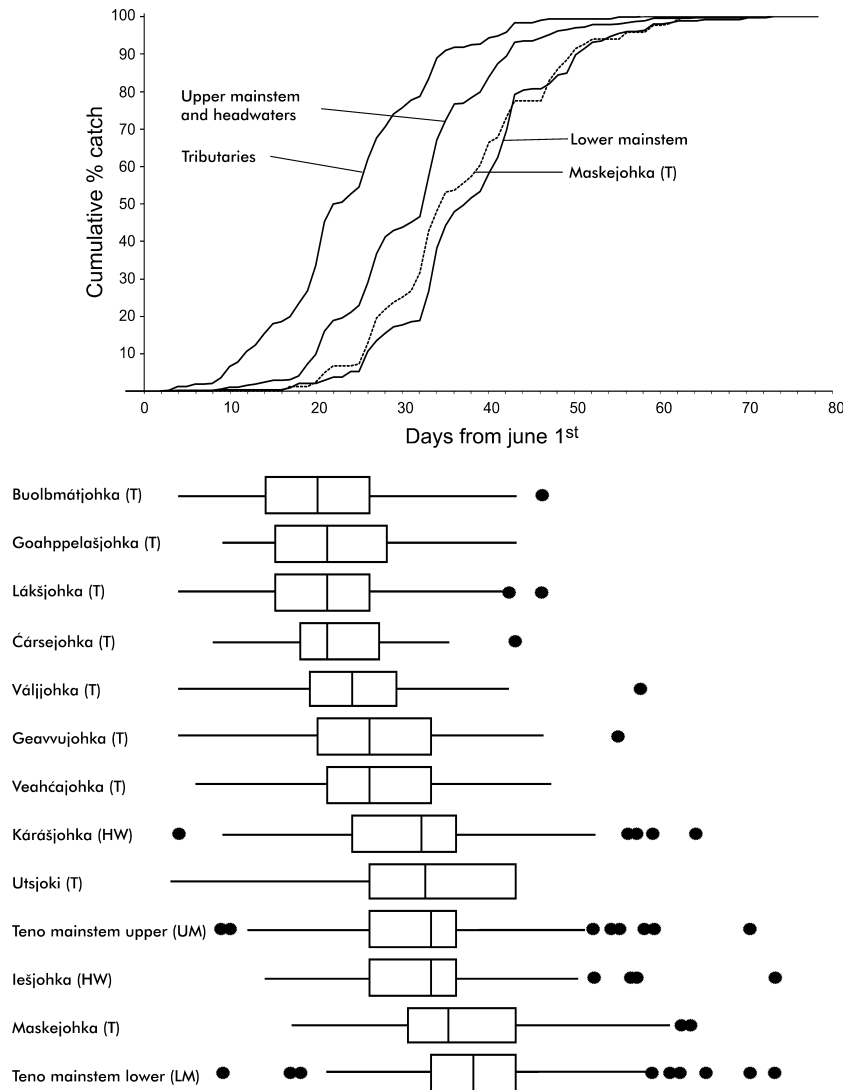 100
90
80
70
60
50
40
30
20
10
Cumulative % catch
Upper mainstem
and headwaters
Tributaries
Lower mainstem
Maskejohka (T)
0 10 20 30 40 50 60 70 80
Days from june 1st
Buolbmátjohka (T)
Goahppelašjohka (T)
Lákšjohka (T)
Ćársejohka (T)
Váljjohka (T)
Geavvujohka (T)
Veahćajohka (T)
Kárášjohka (HW)
Utsjoki (T)
Teno mainstem upper (UM)
Iešjohka (HW)
Maskejohka (T)
Teno mainstem lower (LM)